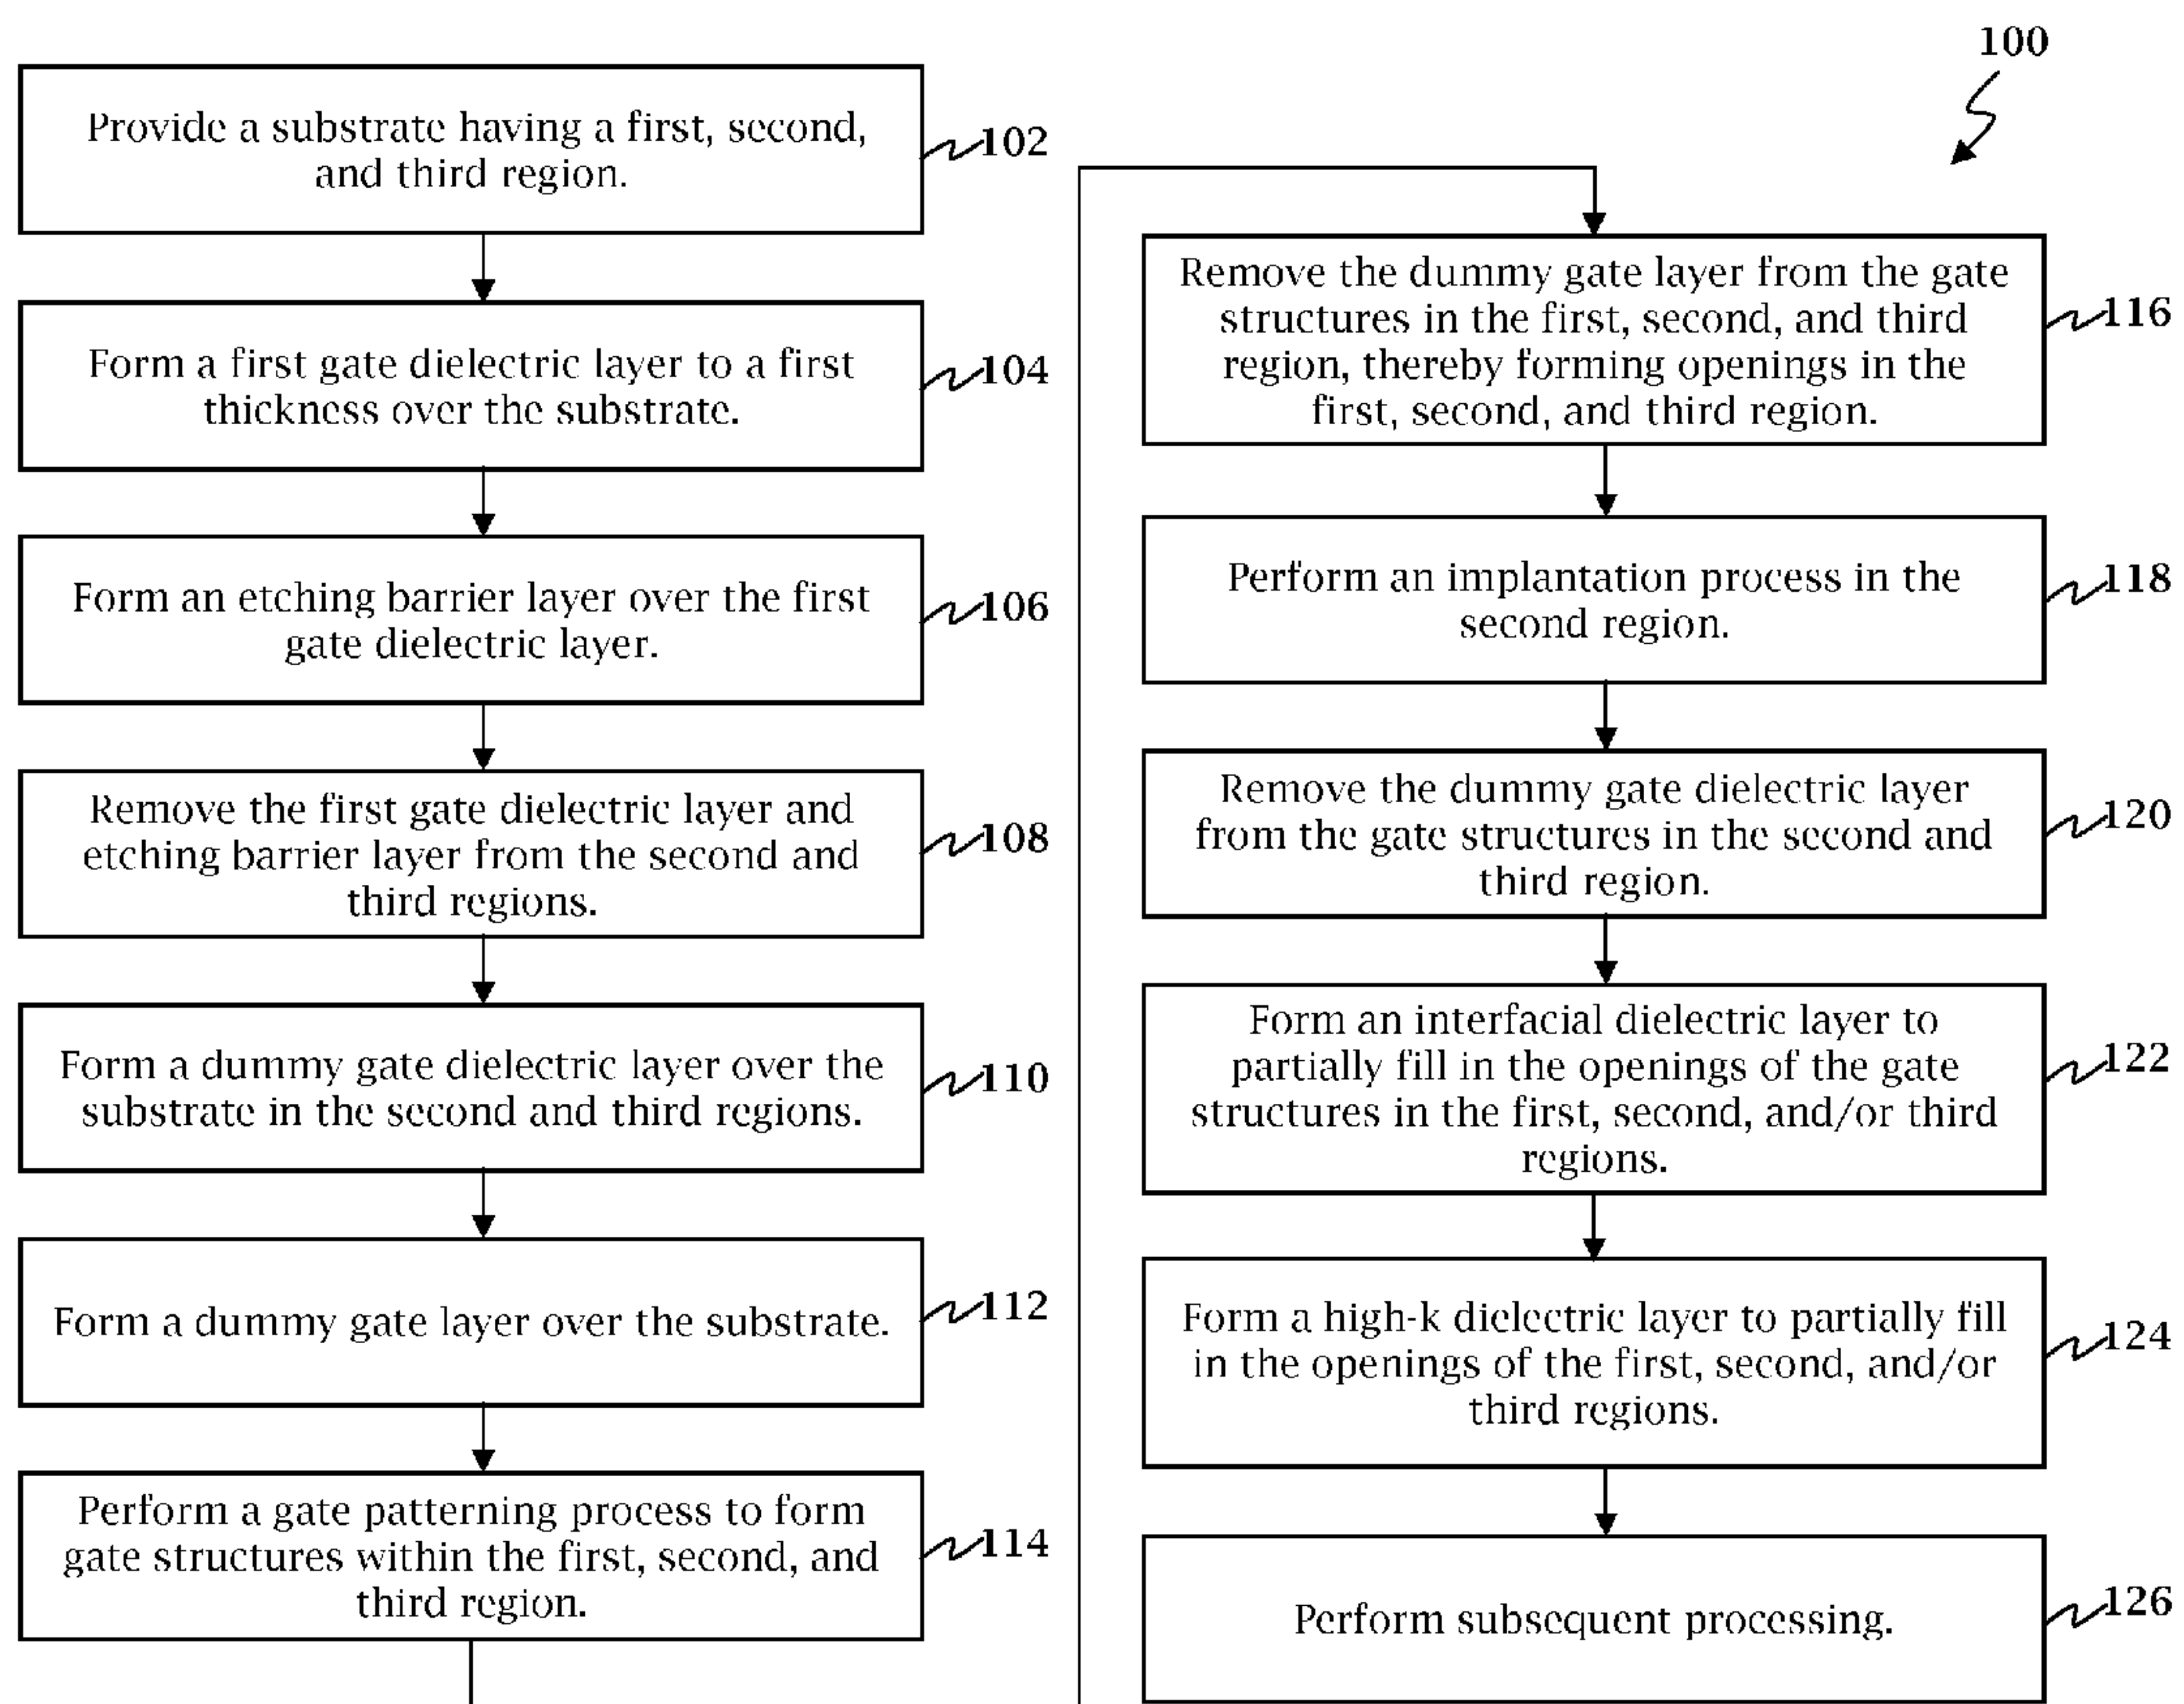 100
Provide a substrate having a first, second,
and third region.
102
Form a first gate dielectric layer to a first
thickness over the substrate.
104
Form an etching barrier layer over the first
gate dielectric layer.
106
Remove the first gate dielectric layer and
etching barrier layer from the second and
third regions.
108
Form a dummy gate dielectric layer over the
substrate in the second and third regions.
110
Form a dummy gate layer over the substrate.
112
Perform a gate patterning process to form
gate structures within the first, second, and
third region.
114
Remove the dummy gate layer from the gate
structures in the first, second, and third
region, thereby forming openings in the
first, second, and third region.
116
Perform an implantation process in the
second region.
118
Remove the dummy gate dielectric layer
from the gate structures in the second and
third region.
120
Form an interfacial dielectric layer to
partially fill in the openings of the gate
structures in the first, second, and/or third
regions.
122
Form a high-k dielectric layer to partially fill
in the openings of the first, second, and/or
third regions.
124
Perform subsequent processing.
126